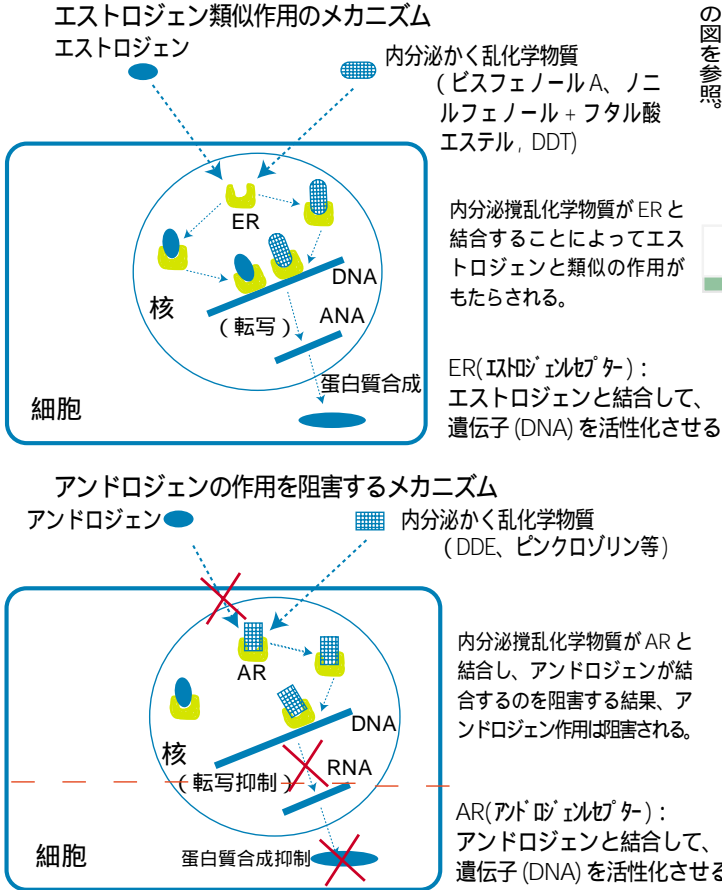 の図を参照。
エストロジェン類似作用のメカニズム
エストロジェン
内分泌かく乱化学物質
(ビスフェノールA、ノニ
ルフェノール + フタル酸
エステル, DDT)
ER
DNA
核
(転写)
ANA
蛋白質合成
細胞
内分泌撹乱化学物質が ER と
結合することによってエス
トロジェンと類似の作用が
もたらされる。
ER(ｴｽﾄﾛｼﾞｪﾝﾚｾﾌﾟﾀｰ):
エストロジェンと結合して、
遺伝子 (DNA) を活性化させる
アンドロジェンの作用を阻害するメカニズム
アンドロジェン
内分泌かく乱化学物質
(DDE、ピンクロゾリン等)
AR
DNA
核
(転写抑制)
RNA
蛋白質合成抑制
細胞
内分泌撹乱化学物質が AR と
結合し、アンドロジェンが結
合するのを阻害する結果、ア
ンドロジェン作用は阻害される。
AR(ｱﾝﾄﾞﾛｼﾞｪﾝﾚｾﾌﾟﾀｰ):
アンドロジェンと結合して、
遺伝子 (DNA) を活性化させる